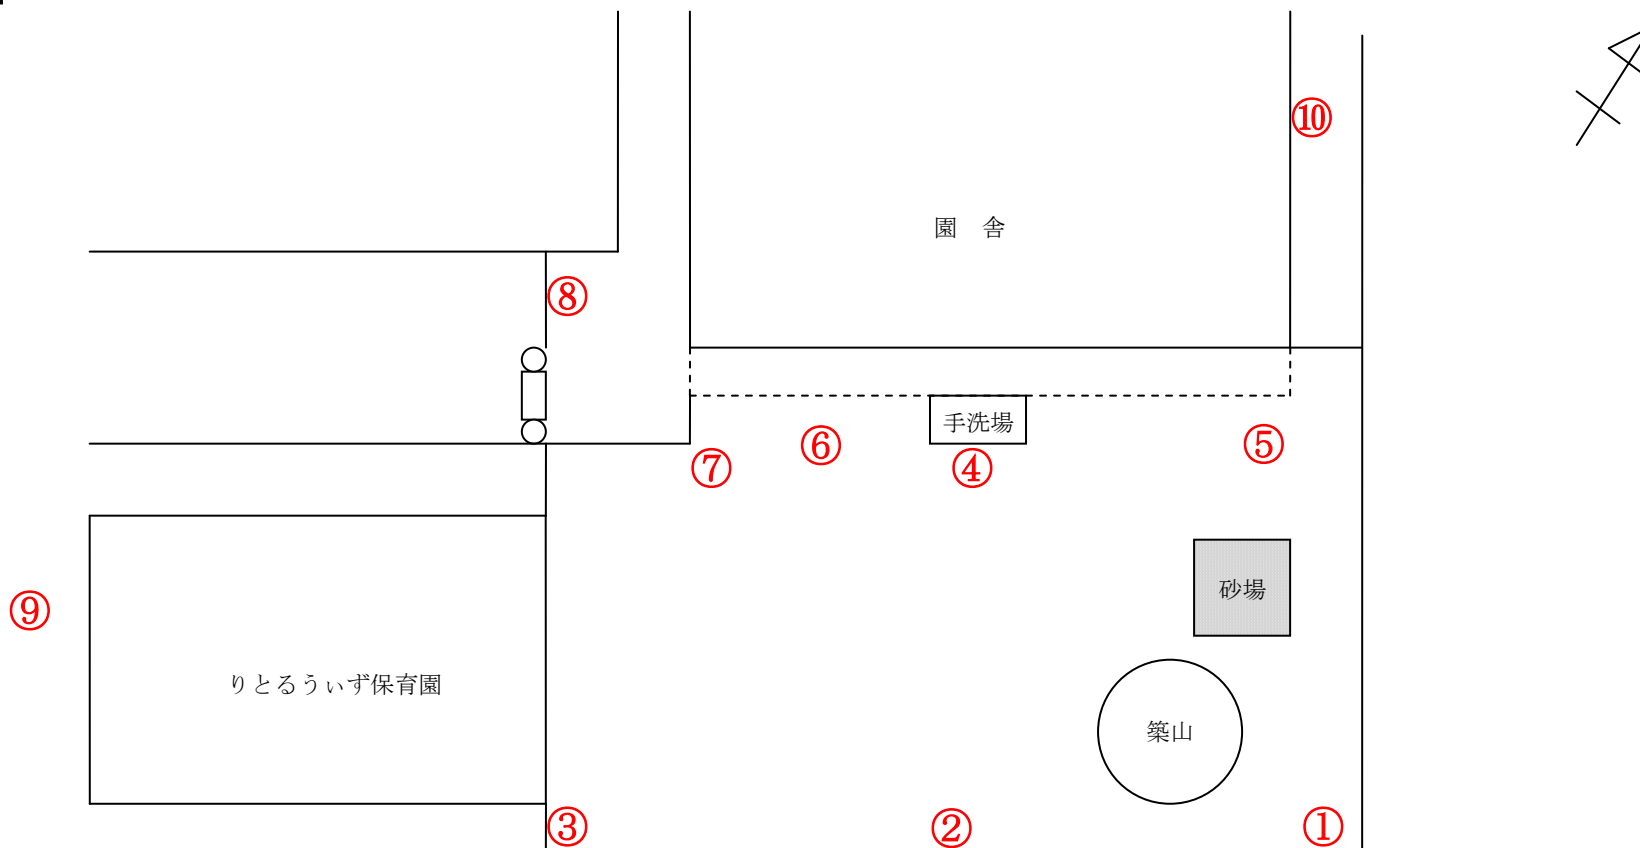 ⑩
園　舎
⑧
手洗場
⑥
⑤
⑦
④
砂場
⑨
りとるうぃず保育園
築山
③
②
①